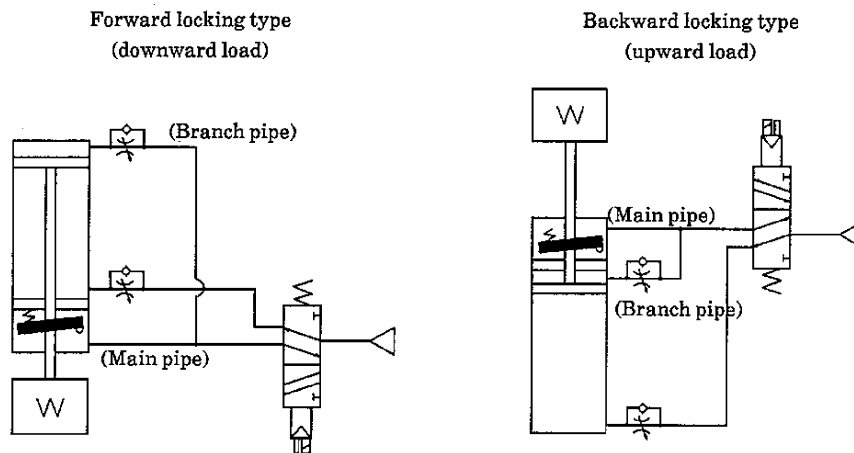 Forward locking type
(downward load)
(Branch pipe)
(Main pipe)
W
Backward locking type
(upward load)
W
(Main pipe)
(Branch pipe)